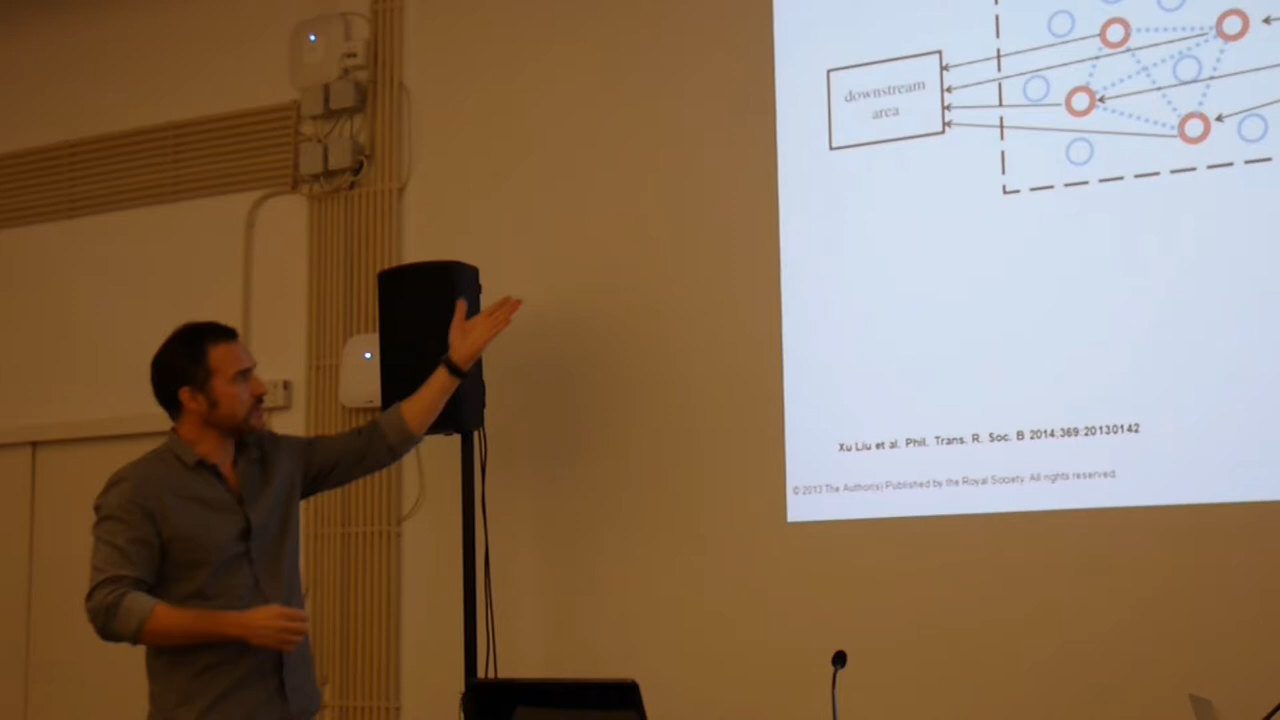 downstream
area
Xu Liu et al. Phil. Trans. R. Soc. B 2014;369:20130142
© 2013 The Author(s) Published by the Royal Society. All rights reserved.